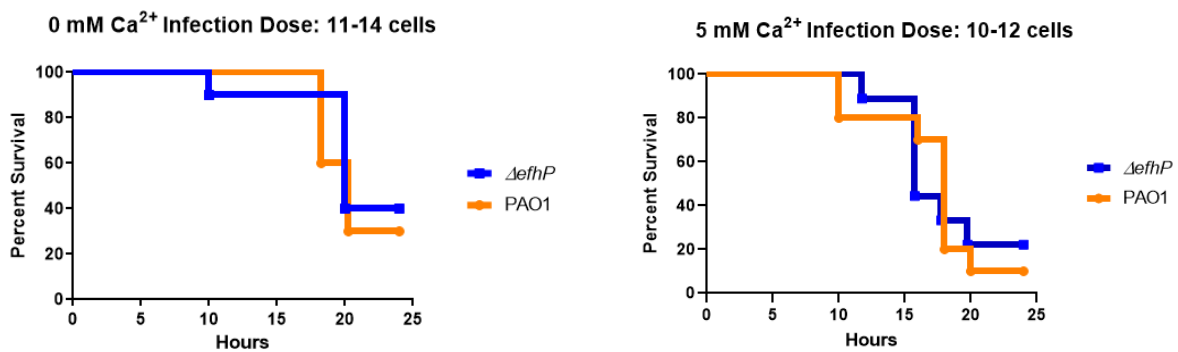 0 mM Ca²⁺ Infection Dose: 11-14 cells
100
80
60
40
20
0
Percent Survival
0 5 10 15 20 25
Hours
ΔefhP
PAO1
5 mM Ca²⁺ Infection Dose: 10-12 cells
100
80
60
40
20
0
Percent Survival
0 5 10 15 20 25
Hours
ΔefhP
PAO1